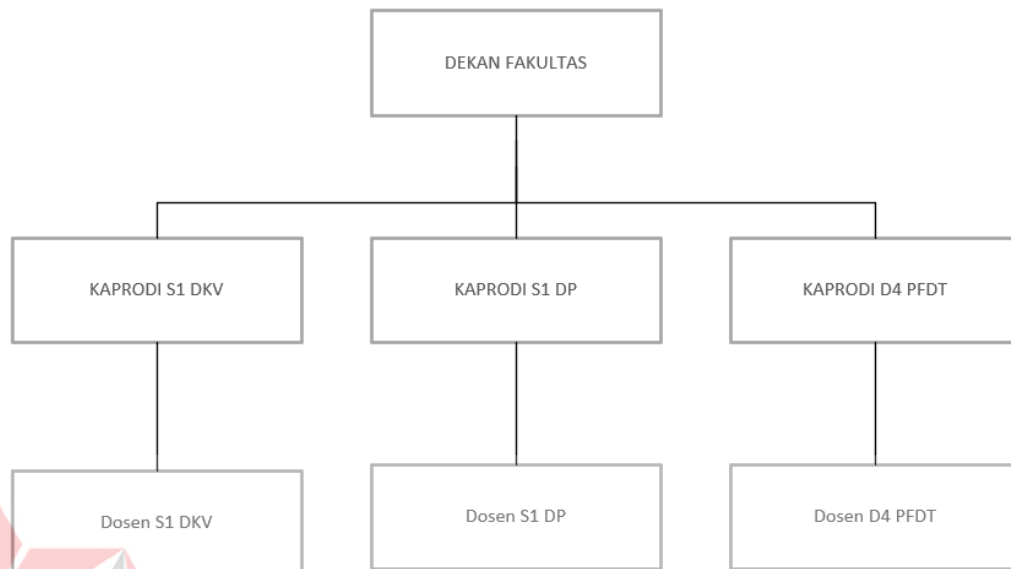 DEKAN FAKULTAS
KAPRODI S1 DKV
KAPRODI S1 DP
KAPRODI D4 PFDT
Dosen S1 DKV
Dosen S1 DP
Dosen D4 PFDT